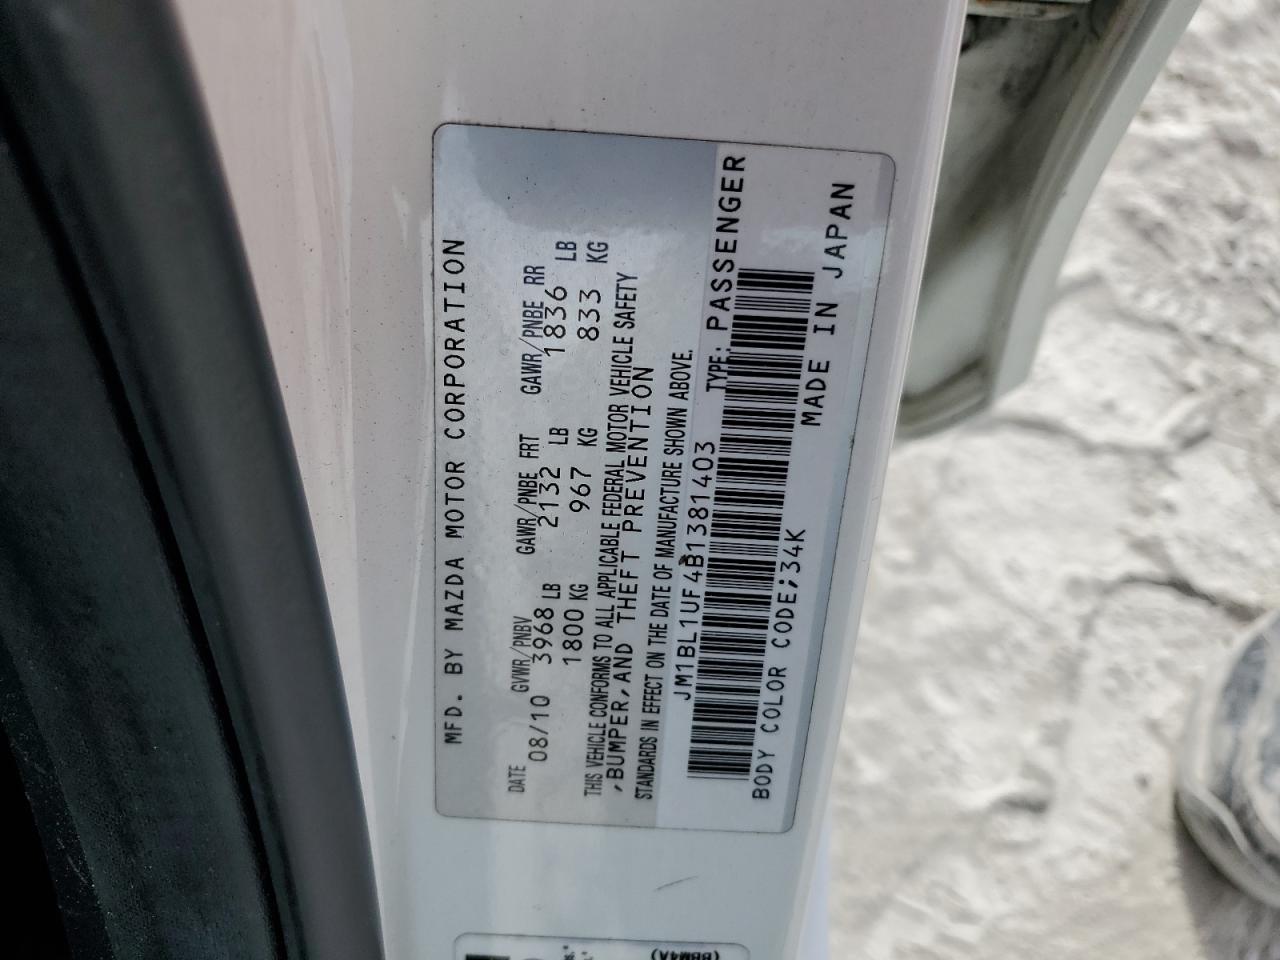 MFD. BY MAZDA MOTOR CORPORATION
DATE GVWR/PNBV GAWR/PNBE FRT GAWR/PNBE RR
08/10 3968 LB 2132 LB 1836 LB
1800 KG 967 KG 833 KG
THIS VEHICLE CONFORMS TO ALL APPLICABLE FEDERAL MOTOR VEHICLE SAFETY
,BUMPER,AND THEFT PREVENTION
STANDARDS IN EFFECT ON THE DATE OF MANUFACTURE SHOWN ABOVE.
JM1BL1UF4B1381403 TYPE: PASSENGER
BODY COLOR CODE;34K MADE IN JAPAN
(BBM4A)